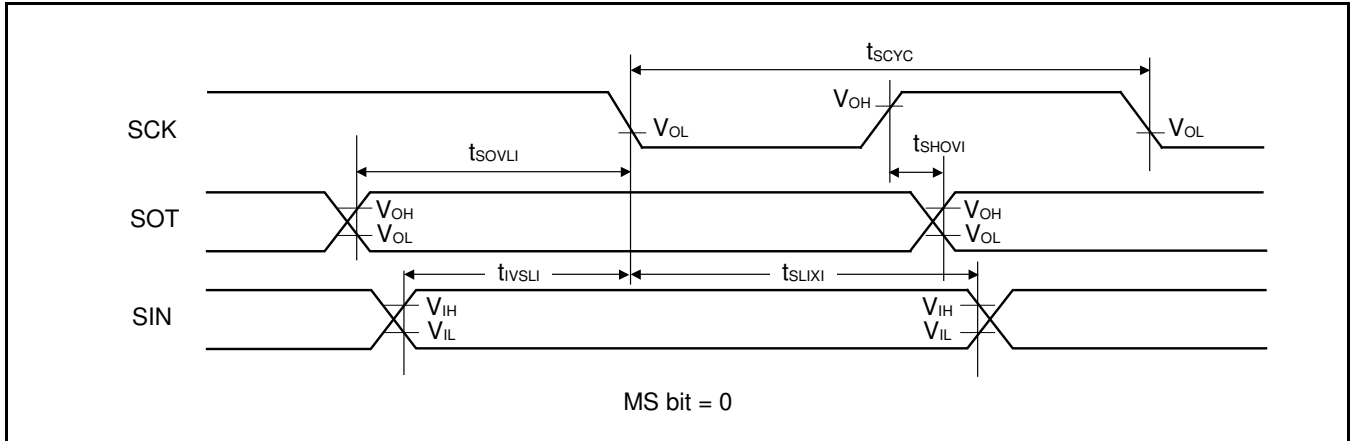 tSCYC
SCK
VOL
VOH
VOL
tSOVLI
tSHOVI
SOT
VOH
VOL
VOH
VOL
tIVSLI
tSLIXI
SIN
VIH
VIL
VIH
VIL
MS bit = 0